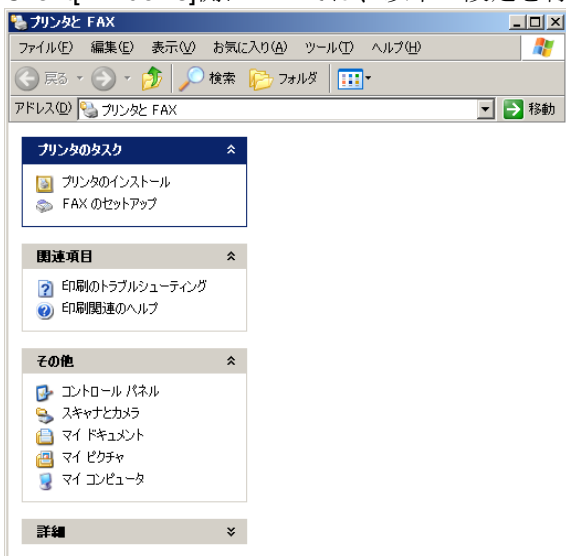 プリンタと FAX
ファイル(F) 編集(E) 表示(V) お気に入り(A) ツール(T) ヘルプ(H)
戻る 検索 フォルダ
アドレス(D) プリンタと FAX 移動
プリンタのタスク
プリンタのインストール
FAX のセットアップ
関連項目
印刷のトラブルシューティング
印刷関連のヘルプ
その他
コントロール パネル
スキャナとカメラ
マイ ドキュメント
マイ ピクチャ
マイ コンピュータ
詳細